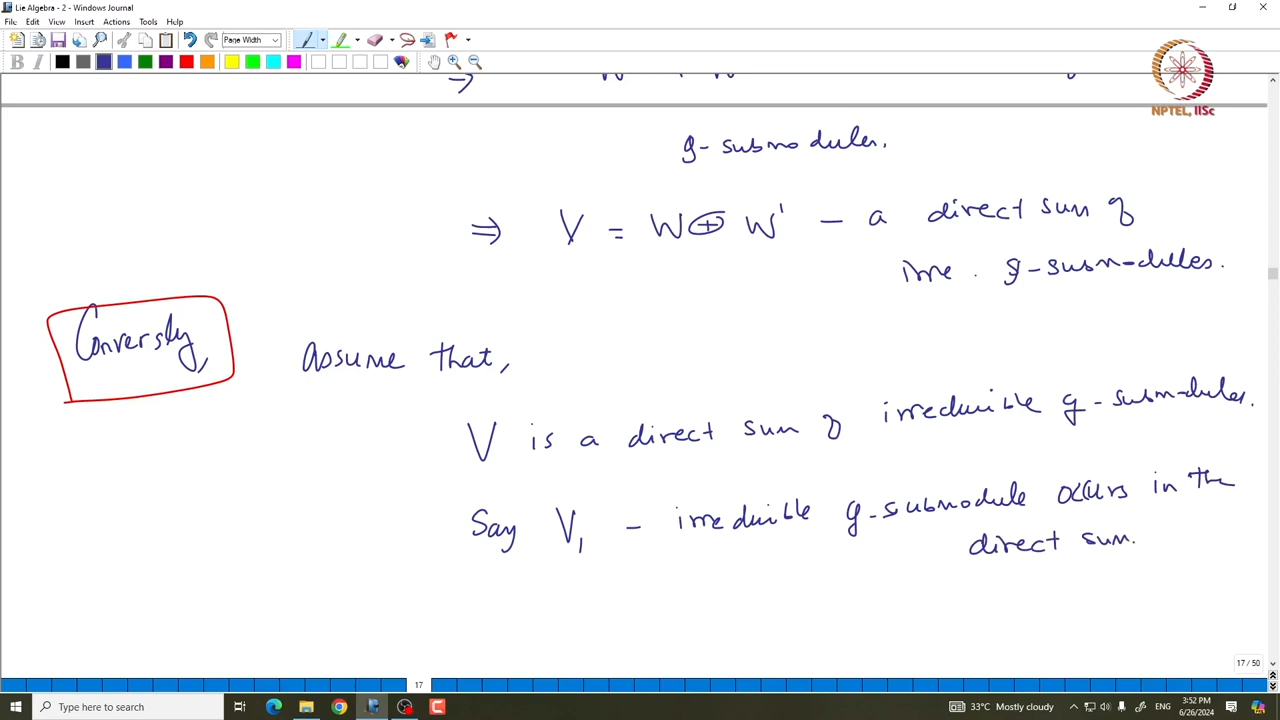 Lie Algebra - 2 - Windows Journal
File Edit View Insert Actions Tools Help
Page Width
NPTEL, IISc
g- submodules.
⇒ V = W ⊕ W' - a direct sum of
irre. g-submodules.
Conversly, Assume that,
V is a direct sum of irreducible g-submodules.
Say V₁ - irreducible g-submodule occurs in the
direct sum.
17 / 50
17
Type here to search
33°C Mostly cloudy
ENG
3:52 PM
6/26/2024